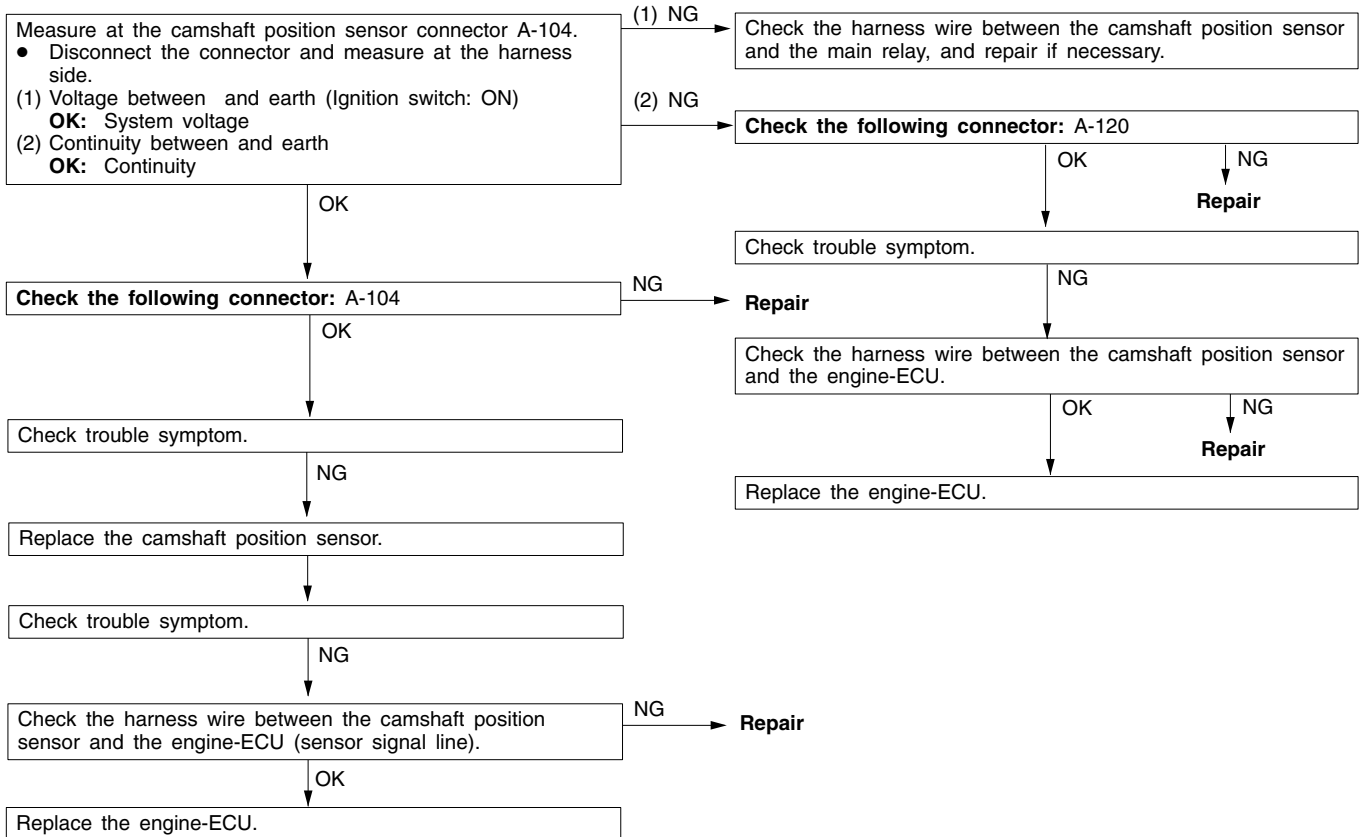 Measure at the camshaft position sensor connector A-104.
● Disconnect the connector and measure at the harness
side.
(1) Voltage between and earth (Ignition switch: ON)
OK: System voltage
(2) Continuity between and earth
OK: Continuity
(1) NG
Check the harness wire between the camshaft position sensor
and the main relay, and repair if necessary.
(2) NG
Check the following connector: A-120
OK
NG
Repair
Check trouble symptom.
NG
Check the harness wire between the camshaft position sensor
and the engine-ECU.
OK
NG
Repair
Replace the engine-ECU.
OK
Check the following connector: A-104
NG
Repair
OK
Check trouble symptom.
NG
Replace the camshaft position sensor.
Check trouble symptom.
NG
Check the harness wire between the camshaft position
sensor and the engine-ECU (sensor signal line).
NG
Repair
OK
Replace the engine-ECU.